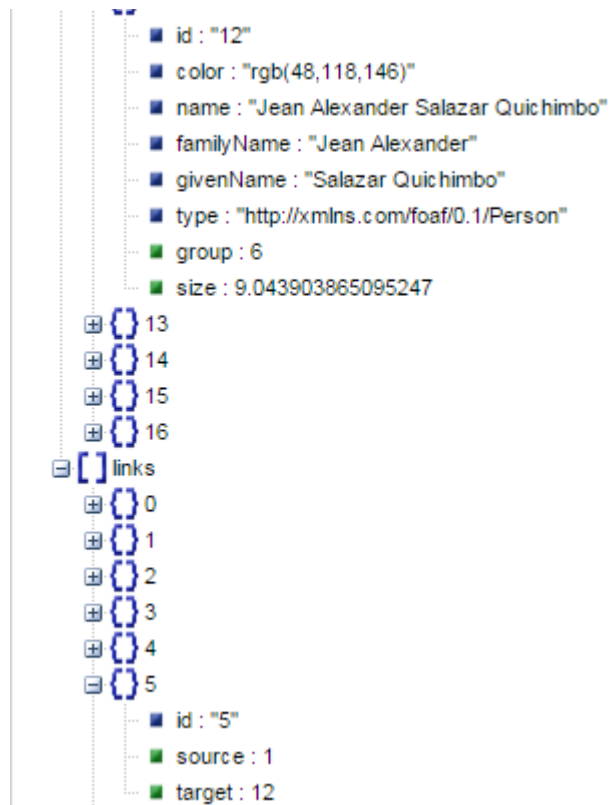 id : "12"
color : "rgb(48,118,146)"
name : "Jean Alexander Salazar Quichimbo"
familyName : "Jean Alexander"
givenName : "Salazar Quichimbo"
type : "http://xmlns.com/foaf/0.1/Person"
group : 6
size : 9.043903865095247
{} 13
{} 14
{} 15
{} 16
[] links
{} 0
{} 1
{} 2
{} 3
{} 4
{} 5
id : "5"
source : 1
target : 12